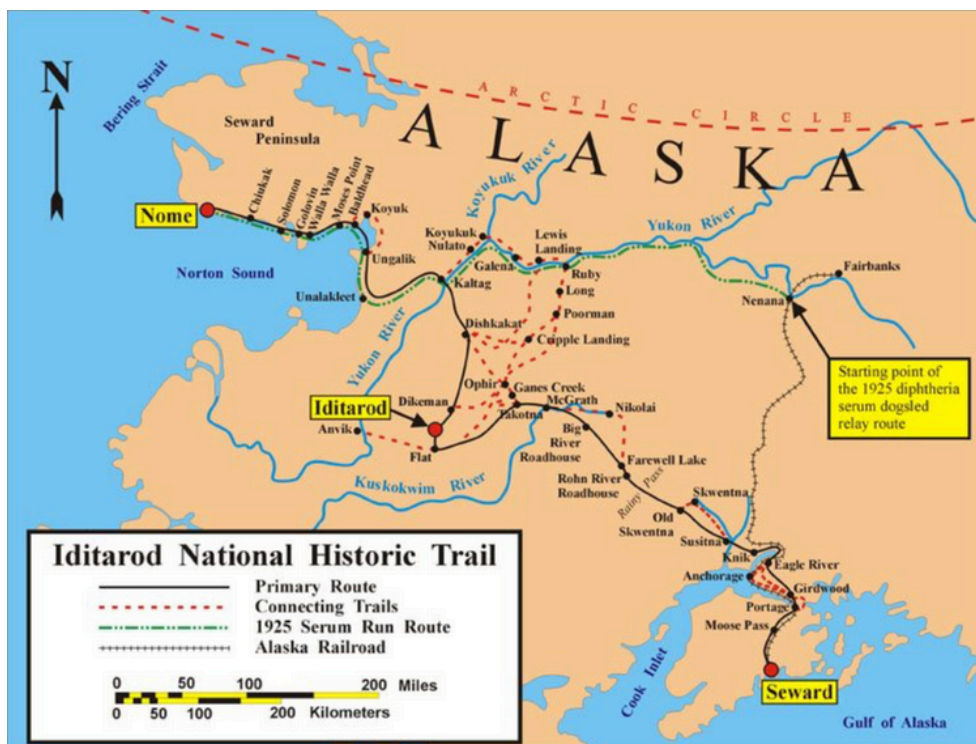 ARCTIC CIRCLE
N
Bering Strait
Seward
Peninsula
ALASKA
Koyukuk River
Yukon River
Nome
Chiukak
Solomon
Golovin
Walla Walla
Moses Point
Baldhead
Koyuk
Ungalik
Norton Sound
Unalakleet
Koyukuk
Nulato
Galena
Lewis
Landing
Ruby
Kaltag
Long
Poorman
Fairbanks
Nenana
Dishkakat
Cripple Landing
Yukon River
Ophir
Ganes Creek
Dikeman
Takotna
McGrath
Nikolai
Iditarod
Anvik
Flat
Big
River
Roadhouse
Starting point of
the 1925 diphtheria
serum dogsled
relay route
Kuskokwim River
Farewell Lake
Rohn River
Roadhouse
Rainy Pass
Skwentna
Old
Skwentna
Susitna
Knik
Eagle River
Anchorage
Girdwood
Portage
Moose Pass
Seward
Cook Inlet
Gulf of Alaska
Iditarod National Historic Trail
Primary Route
Connecting Trails
1925 Serum Run Route
Alaska Railroad
0 50 100 200 Miles
0 50 100 200 Kilometers